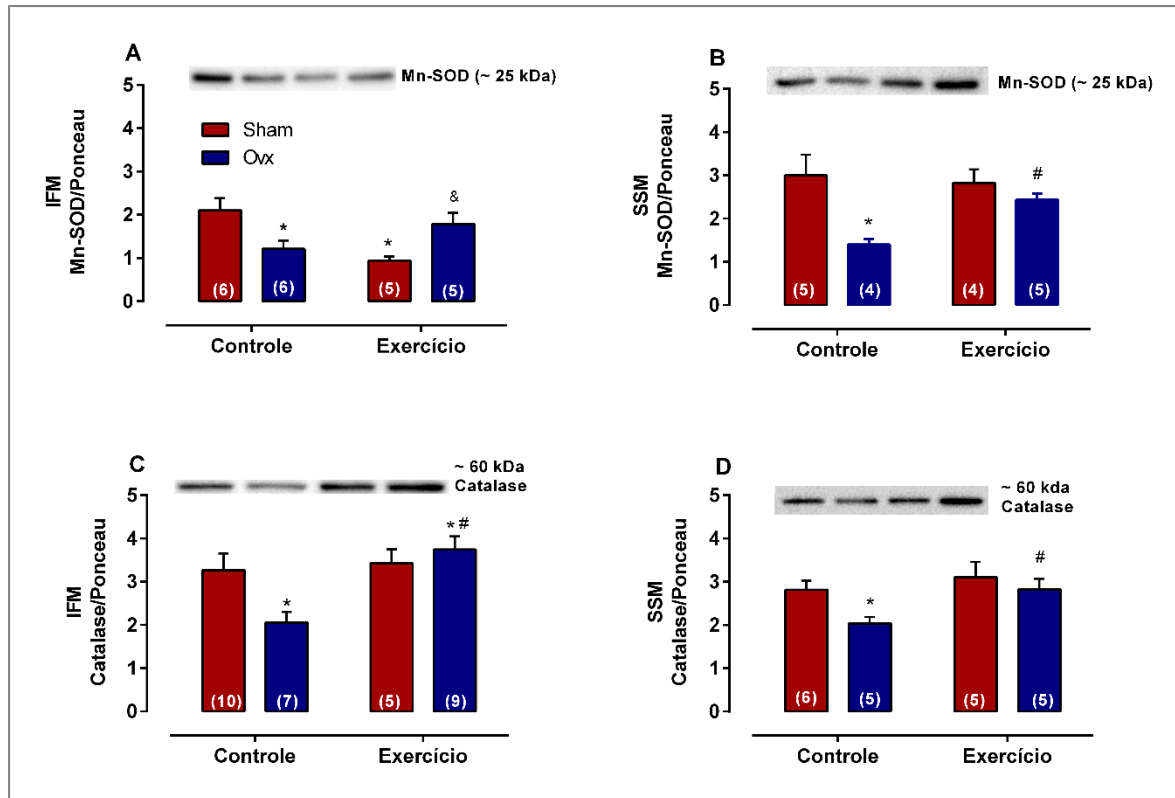 A
Mn-SOD (~ 25 kDa)
5
4
3
2
1
0
IFM
Mn-SOD/Ponceau
Sham
Ovx
*
*
&
(6)
(6)
(5)
(5)
Controle
Exercício
B
Mn-SOD (~ 25 kDa)
5
4
3
2
1
0
SSM
Mn-SOD/Ponceau
*
#
(5)
(4)
(4)
(5)
Controle
Exercício
C
~ 60 kDa
Catalase
5
4
3
2
1
0
IFM
Catalase/Ponceau
*
* #
(10)
(7)
(5)
(9)
Controle
Exercício
D
~ 60 kda
Catalase
5
4
3
2
1
0
SSM
Catalase/Ponceau
*
#
(6)
(5)
(5)
(5)
Controle
Exercício